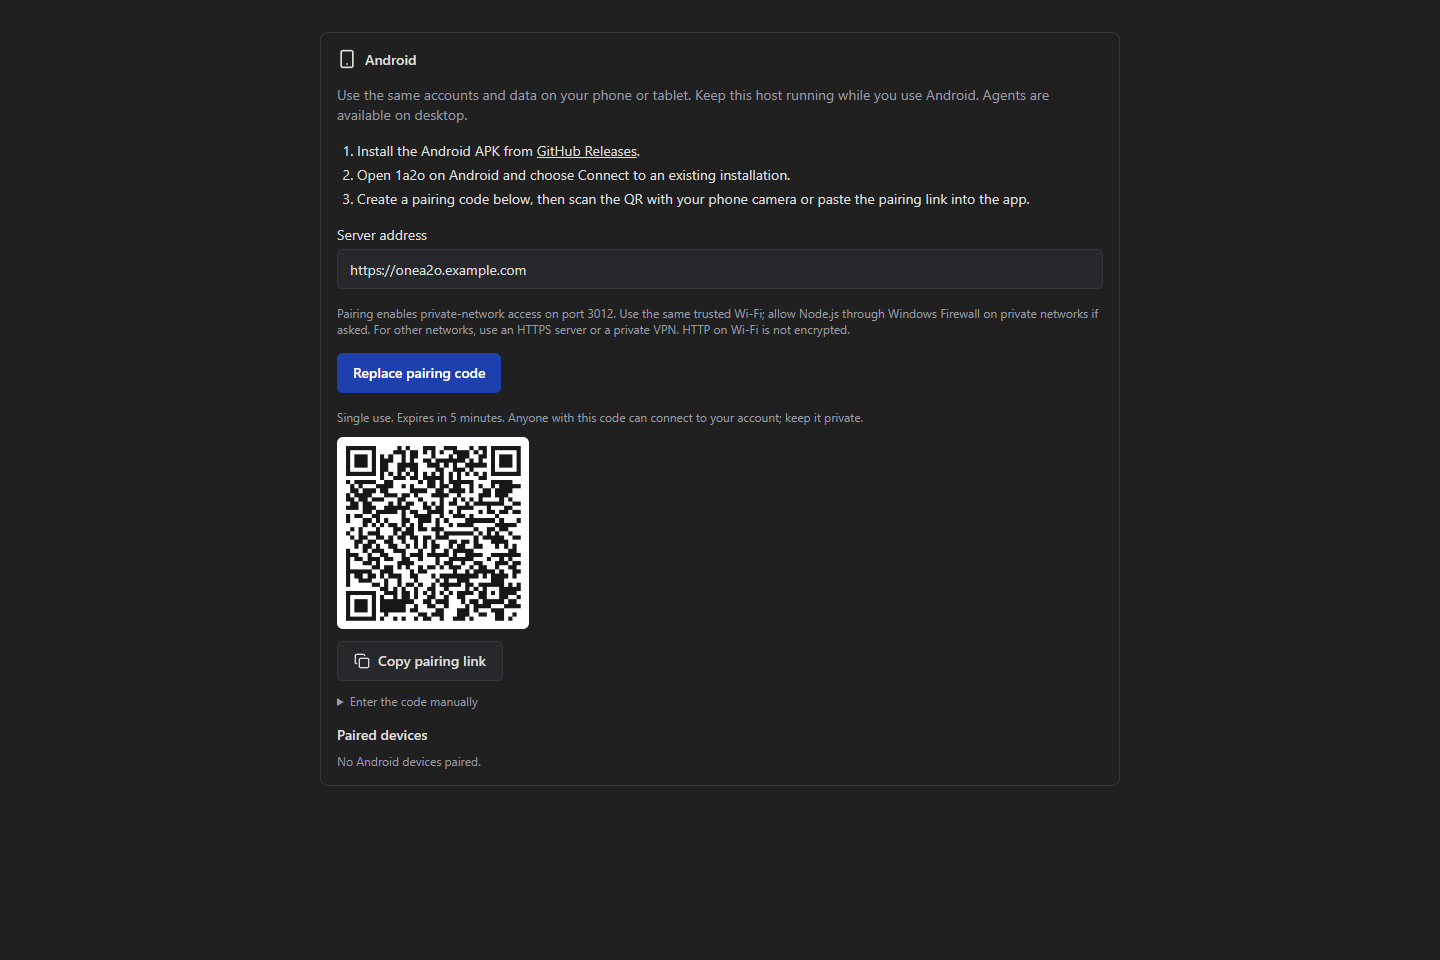 Android
Use the same accounts and data on your phone or tablet. Keep this host running while you use Android. Agents are
available on desktop.
1. Install the Android APK from GitHub Releases.
2. Open 1a2o on Android and choose Connect to an existing installation.
3. Create a pairing code below, then scan the QR with your phone camera or paste the pairing link into the app.
Server address
https://onea2o.example.com
Pairing enables private-network access on port 3012. Use the same trusted Wi-Fi; allow Node.js through Windows Firewall on private networks if
asked. For other networks, use an HTTPS server or a private VPN. HTTP on Wi-Fi is not encrypted.
Replace pairing code
Single use. Expires in 5 minutes. Anyone with this code can connect to your account; keep it private.
Copy pairing link
Enter the code manually
Paired devices
No Android devices paired.